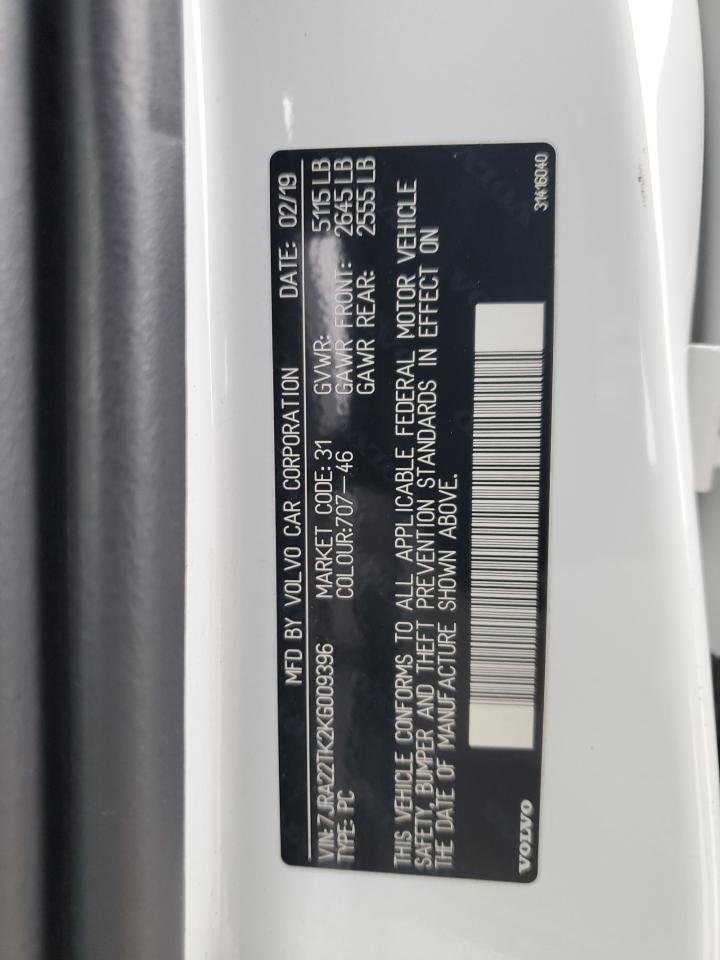 MFD BY VOLVO CAR CORPORATION DATE: 02/19
VIN:7JRA22TK2KG009396 MARKET CODE: 31 GVWR: 5115 LB
TYPE: PC COLOUR:707-46 GAWR FRONT: 2645 LB
GAWR REAR: 2555 LB
THIS VEHICLE CONFORMS TO ALL APPLICABLE FEDERAL MOTOR VEHICLE
SAFETY, BUMPER AND THEFT PREVENTION STANDARDS IN EFFECT ON
THE DATE OF MANUFACTURE SHOWN ABOVE.
VOLVO 31416040